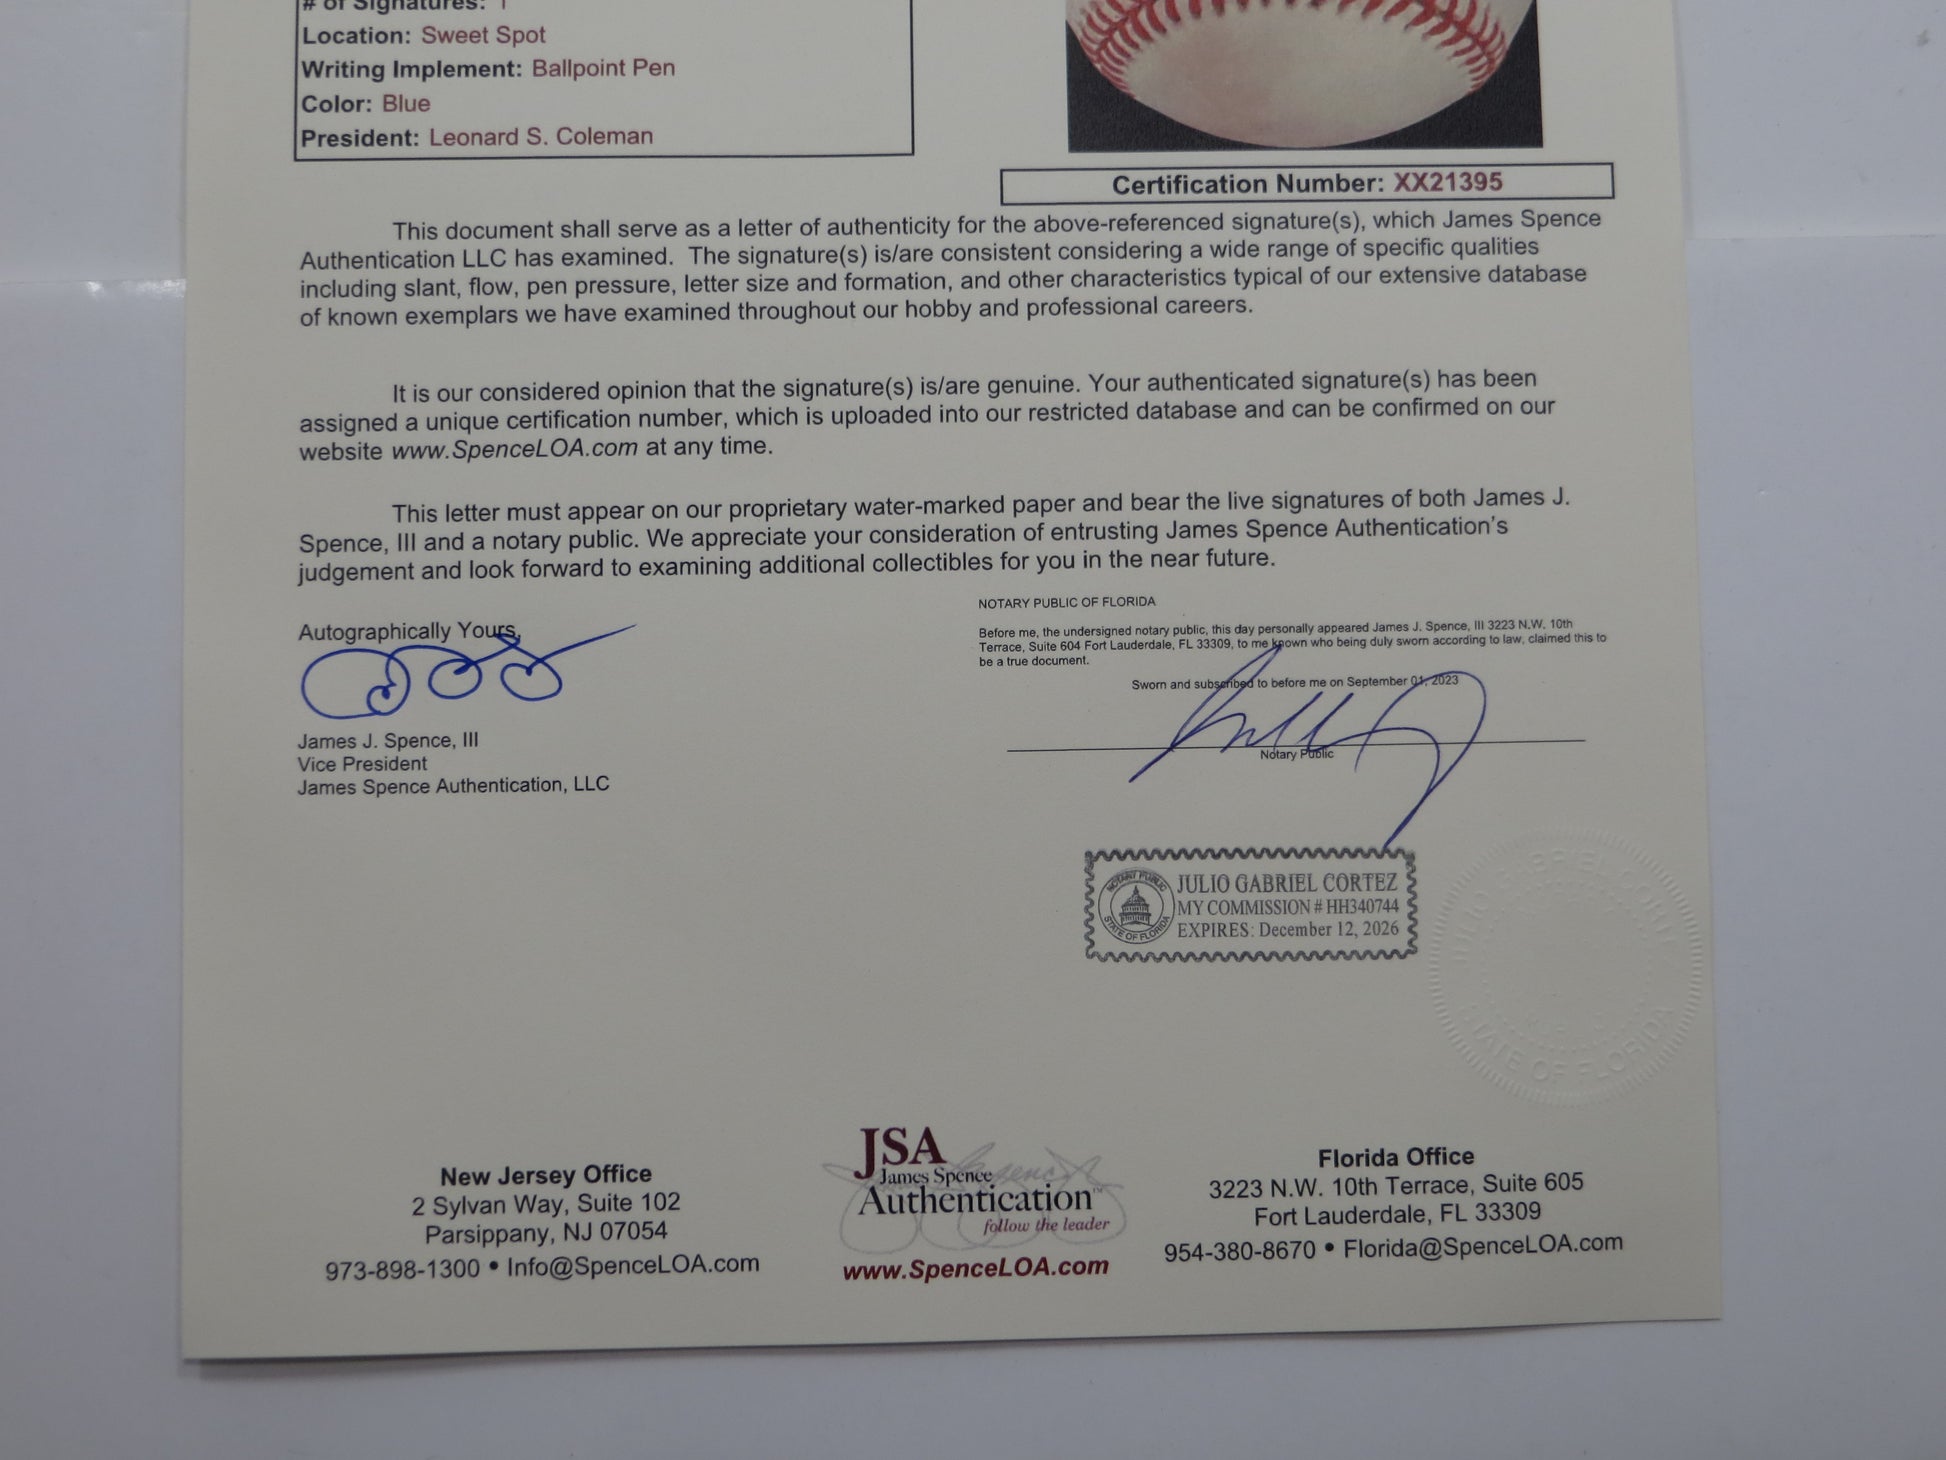 # of Signatures: 1
Location: Sweet Spot
Writing Implement: Ballpoint Pen
Color: Blue
President: Leonard S. Coleman
Certification Number: XX21395
This document shall serve as a letter of authenticity for the above-referenced signature(s), which James Spence
Authentication LLC has examined. The signature(s) is/are consistent considering a wide range of specific qualities
including slant, flow, pen pressure, letter size and formation, and other characteristics typical of our extensive database
of known exemplars we have examined throughout our hobby and professional careers.
It is our considered opinion that the signature(s) is/are genuine. Your authenticated signature(s) has been
assigned a unique certification number, which is uploaded into our restricted database and can be confirmed on our
website www.SpenceLOA.com at any time.
This letter must appear on our proprietary water-marked paper and bear the live signatures of both James J.
Spence, III and a notary public. We appreciate your consideration of entrusting James Spence Authentication's
judgement and look forward to examining additional collectibles for you in the near future.
Autographically Yours,
James J. Spence, III
Vice President
James Spence Authentication, LLC
NOTARY PUBLIC OF FLORIDA
Before me, the undersigned notary public, this day personally appeared James J. Spence, III 3223 N.W. 10th
Terrace, Suite 604 Fort Lauderdale, FL 33309, to me known who being duly sworn according to law, claimed this to
be a true document.
Sworn and subscribed to before me on September 01, 2023
Notary Public
NOTARY PUBLIC
STATE OF FLORIDA
JULIO GABRIEL CORTEZ
MY COMMISSION # HH340744
EXPIRES: December 12, 2026
JULIO GABRIEL CORTEZ
STATE OF FLORIDA
New Jersey Office
2 Sylvan Way, Suite 102
Parsippany, NJ 07054
973-898-1300 • Info@SpenceLOA.com
JSA
James Spence
Authentication™
follow the leader
www.SpenceLOA.com
Florida Office
3223 N.W. 10th Terrace, Suite 605
Fort Lauderdale, FL 33309
954-380-8670 • Florida@SpenceLOA.com